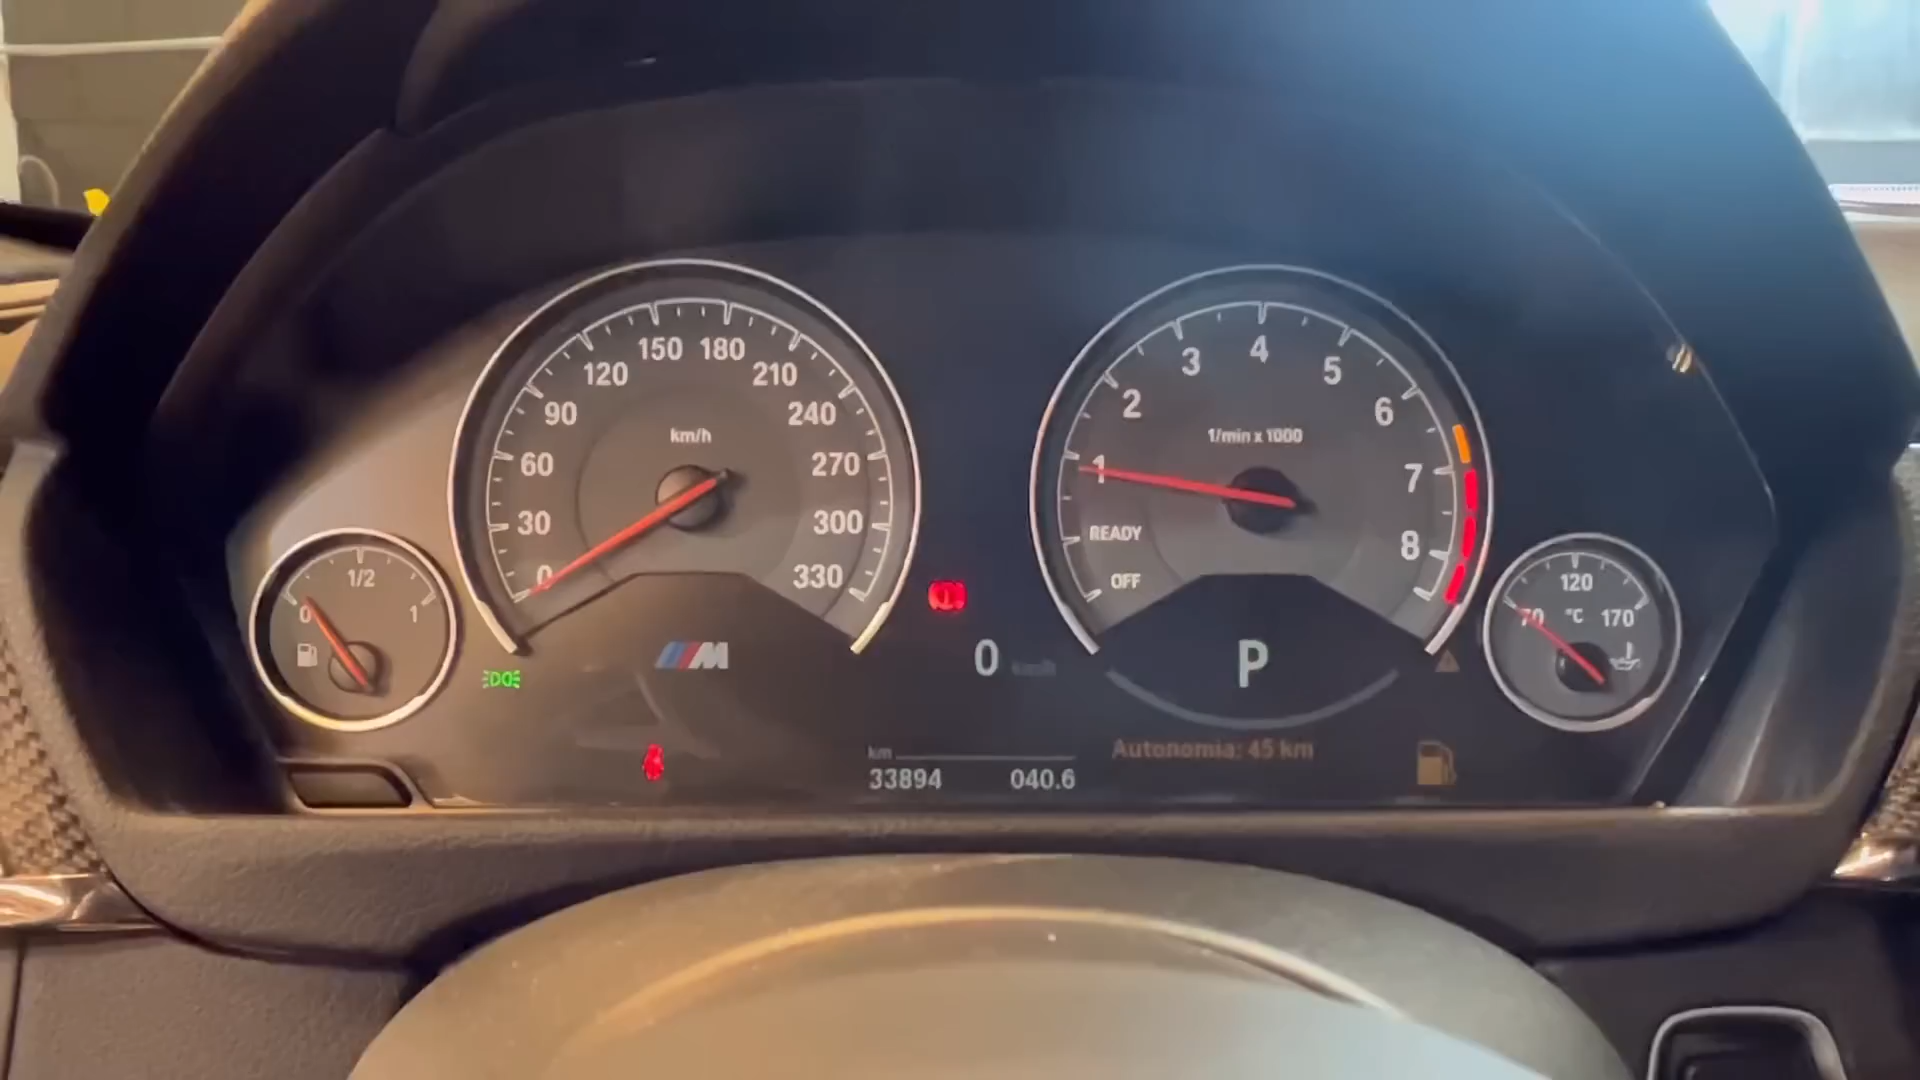 150 180
120 210
90 240
km/h
60 270
30 300
0 330
4
3 5
2 6
1/min x 1000
1 7
READY
8
OFF
1/2
0 1
120
70 °C 170
M
0 km/h
P
km
33894 040.6
Autonomia: 45 km